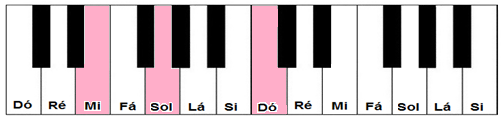 Dó Ré Mi Fá Sol Lá Si Dó Ré Mi Fá Sol Lá Si